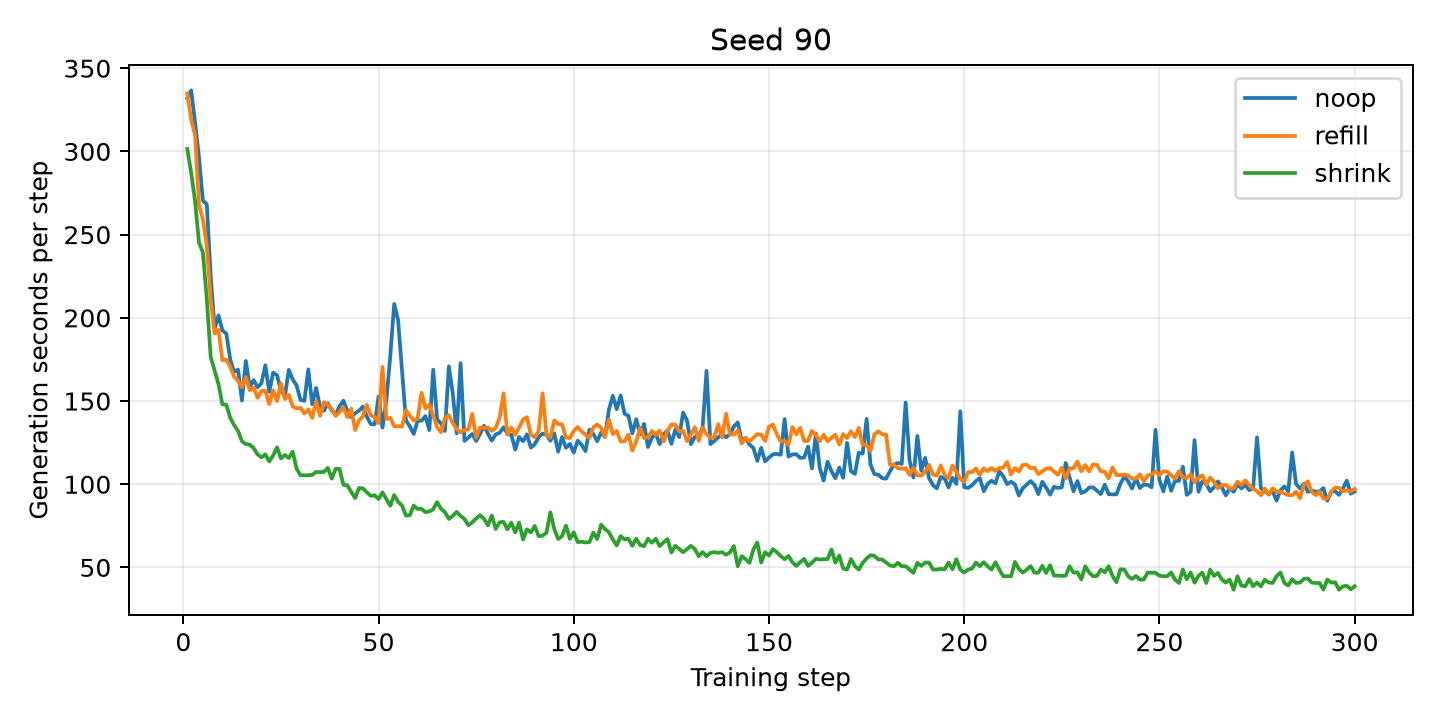 Seed 90
350
300
250
200
150
100
50
Generation seconds per step
noop
refill
shrink
0 50 100 150 200 250 300
Training step